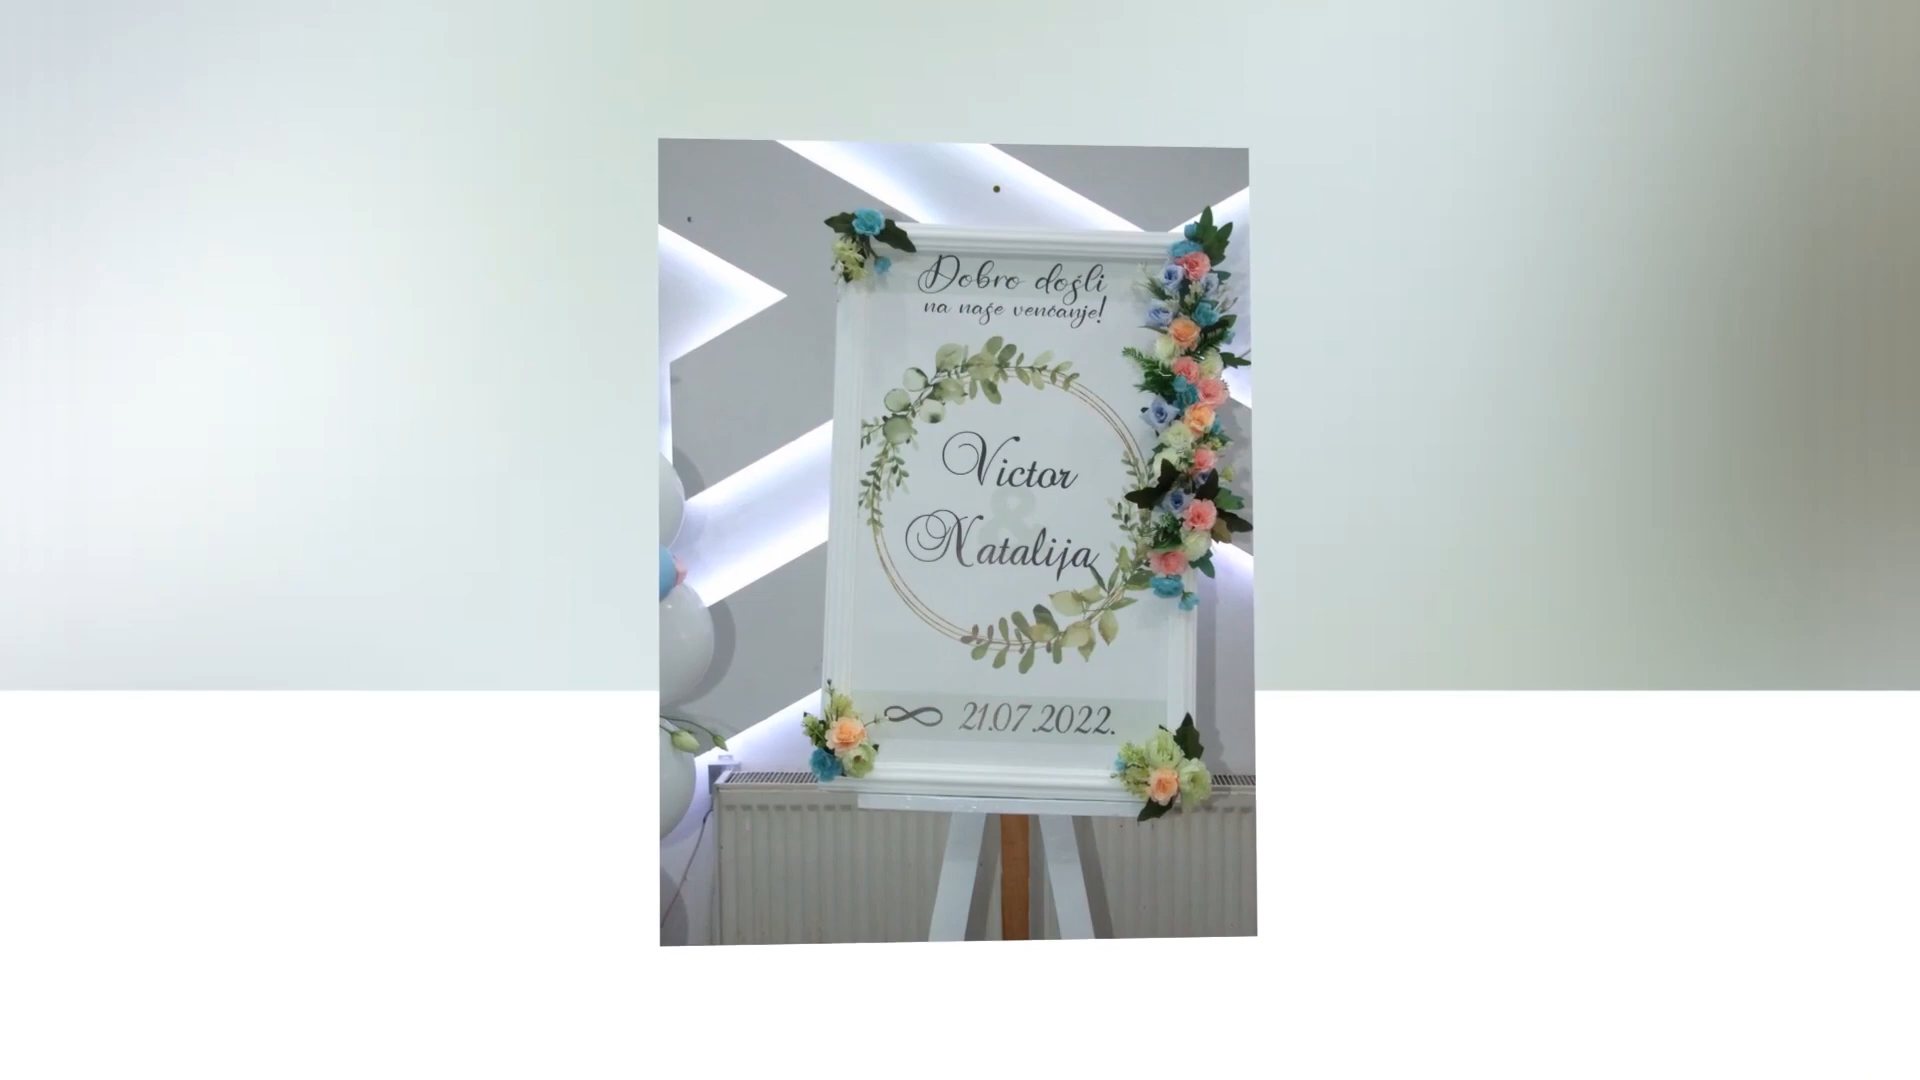 Dobro došli
na naše venčanje!
Victor
&
Natalija
21.07.2022.